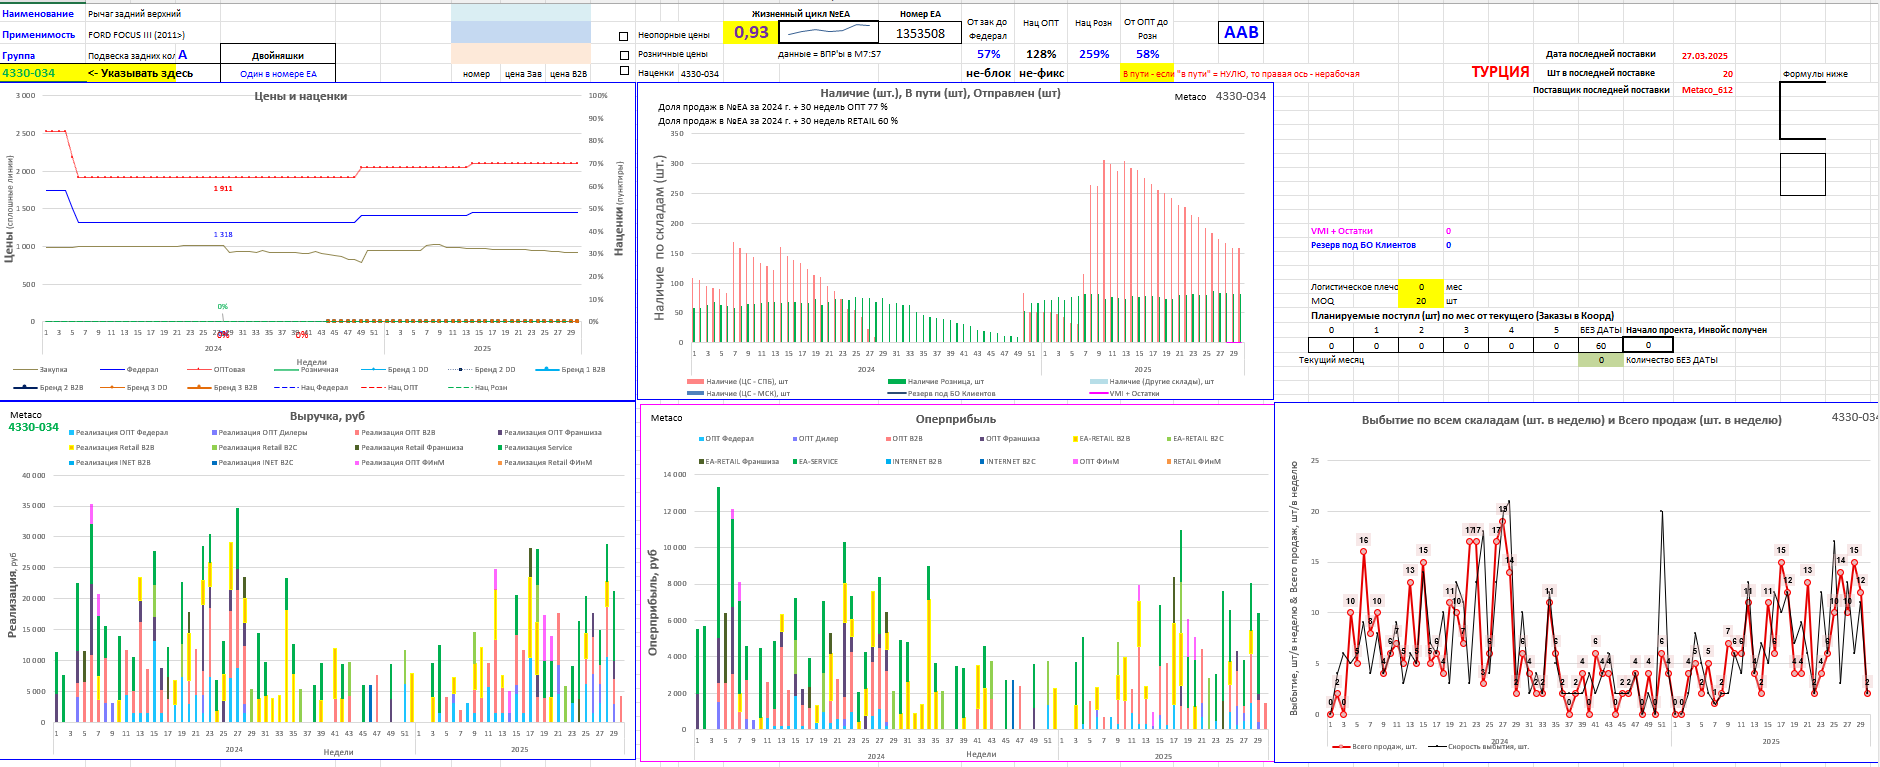 Наименование Рычаг задний верхний
Применимость FORD FOCUS III (2011>)
Группа Подвеска задних кол A Двойняшки
4330-034 <- Указывать здесь Один в номере ЕА
номер цена Зав цена B2B
Жизненный цикл №ЕА Номер ЕА
Неопорные цены 0,93 1353508
Розничные цены данные = ВПР'ы в M7:S7
Наценки 4330-034
От зак до Федерал Нац ОПТ Нац Розн От ОПТ до Розн
57% 128% 259% 58%
не-блок не-фикс
В пути - если "в пути" = НУЛЮ, то правая ось - нерабочая
AAB
ТУРЦИЯ
Дата последней поставки 27.03.2025
Шт в последней поставке 20
Поставщик последней поставки Metaco_612
Формулы ниже
Цены и наценки
Цены (сплошные линии)
Наценки (пунктиры)
3 000
2 500
2 000
1 500
1 000
500
100%
90%
80%
70%
60%
50%
40%
30%
20%
10%
0%
1 911
1 318
0%
0%
1 3 5 7 9 11 13 15 17 19 21 23 25 27 29 31 33 35 37 39 41 43 45 47 49 51 1 3 5 7 9 11 13 15 17 19 21 23 25 27 29
2024 2025
Недели
Закупка Федерал ОПТовая Розничная Бренд 1 DD Бренд 2 DD Бренд 1 B2B
Бренд 2 B2B Бренд 3 DD Бренд 3 B2B Нац Федерал Нац ОПТ Нац Розн
Наличие (шт.), В пути (шт), Отправлен (шт)
Metaco 4330-034
Доля продаж в №ЕА за 2024 г. + 30 недель ОПТ 77 %
Доля продаж в №ЕА за 2024 г. + 30 недель RETAIL 60 %
Наличие по складам (шт.)
350
300
250
200
150
100
50
0
1 3 5 7 9 11 13 15 17 19 21 23 25 27 29 31 33 35 37 39 41 43 45 47 49 51 1 3 5 7 9 11 13 15 17 19 21 23 25 27 29
2024 2025
Наличие (ЦС - СПБ), шт Наличие Розница, шт Наличие (Другие склады), шт
Наличие (ЦС - МСК), шт Резерв под БО Клиентов VMI + Остатки
VMI + Остатки 0
Резерв под БО Клиентов 0
Логистическое плечо 0 мес
MOQ 20 шт
Планируемые поступл (шт) по мес от текущего (Заказы в Коорд)
0 1 2 3 4 5 БЕЗ ДАТЫ Начало проекта, Инвойс получен
0 0 0 0 0 0 60 0
Текущий месяц 0 Количество БЕЗ ДАТЫ
Metaco
4330-034
Выручка, руб
Реализация ОПТ Федерал Реализация ОПТ Дилеры Реализация ОПТ B2B Реализация ОПТ Франшиза
Реализация Retail B2B Реализация Retail B2C Реализация Retail Франшиза Реализация Service
Реализация INET B2B Реализация INET B2C Реализация ОПТ ФИнМ Реализация Retail ФИнМ
Реализация, руб
40 000
35 000
30 000
25 000
20 000
15 000
10 000
5 000
0
1 3 5 7 9 11 13 15 17 19 21 23 25 27 29 31 33 35 37 39 41 43 45 47 49 51 1 3 5 7 9 11 13 15 17 19 21 23 25 27 29
2024 2025
Недели
Metaco
Оперприбыль
ОПТ Федерал ОПТ Дилер ОПТ B2B ОПТ Франшиза EA-RETAIL B2B EA-RETAIL B2C
EA-RETAIL Франшиза EA-SERVICE INTERNET B2B INTERNET B2C ОПТ ФИнМ RETAIL ФИнМ
Оперприбыль, руб
14 000
12 000
10 000
8 000
6 000
4 000
2 000
0
1 3 5 7 9 11 13 15 17 19 21 23 25 27 29 31 33 35 37 39 41 43 45 47 49 51 1 3 5 7 9 11 13 15 17 19 21 23 25 27 29
2024 2025
Недели
Выбытие по всем скаладам (шт. в неделю) и Всего продаж (шт. в неделю) 4330-034
Выбытие, шт/в неделю & Всего продаж, шт/в неделю
25
20
15
10
5
0
1 3 5 7 9 11 13 15 17 19 21 23 25 27 29 31 33 35 37 39 41 43 45 47 49 51 1 3 5 7 9 11 13 15 17 19 21 23 25 27 29
2024 2025
Всего продаж, шт. Скорость выбытия, шт.